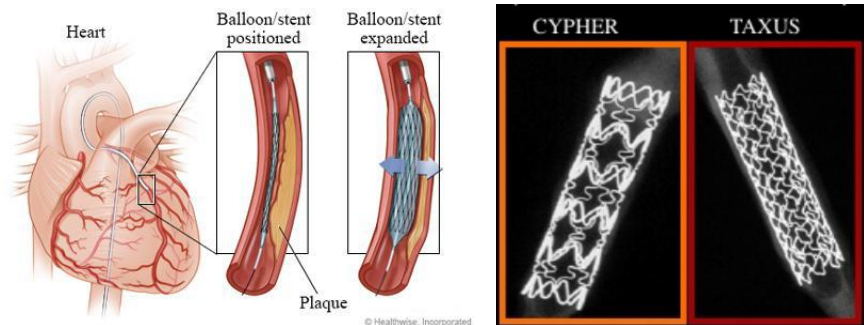 Heart
Balloon/stent
positioned
Balloon/stent
expanded
Plaque
© Healthwise, Incorporated
CYPHER
TAXUS